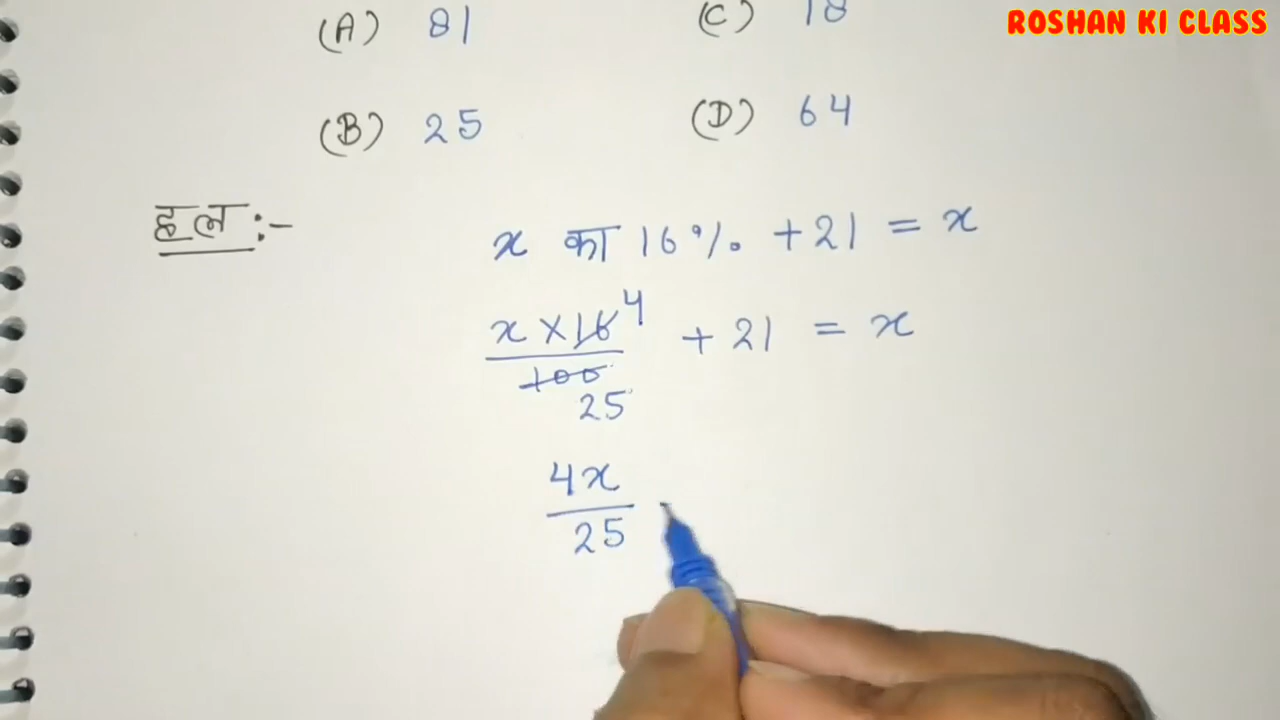 ROSHAN KI CLASS
(A) 81 (C) 18
(B) 25 (D) 64
हल :-
x का 16% + 21 = x
x × 16 4 + 21 = x
100
25
4x
25